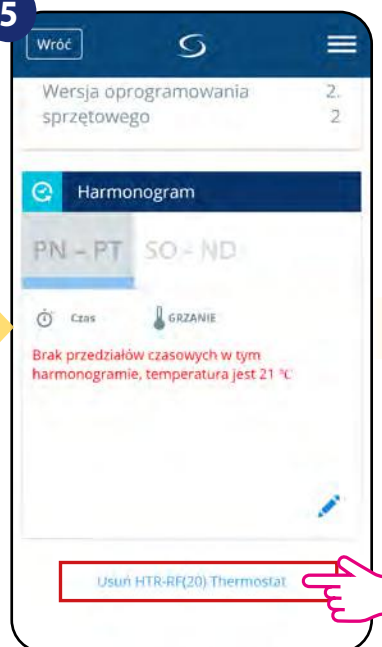 5
Wróć
Wersja oprogramowania 2.
sprzętowego 2
Harmonogram
PN – PT SO – ND
Czas GRZANIE
Brak przedziałów czasowych w tym
harmonogramie, temperatura jest 21 °C
Usuń HTR-RF(20) Thermostat